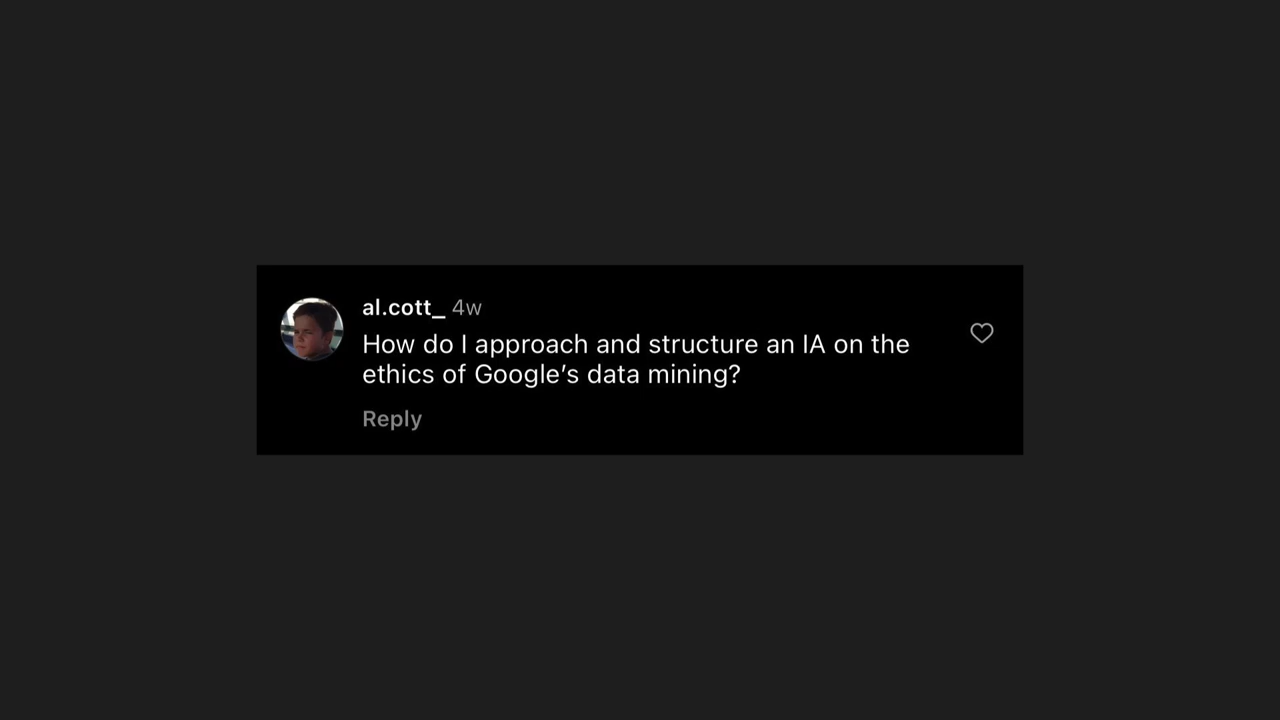 al.cott_ 4w
How do I approach and structure an IA on the
ethics of Google’s data mining?
Reply